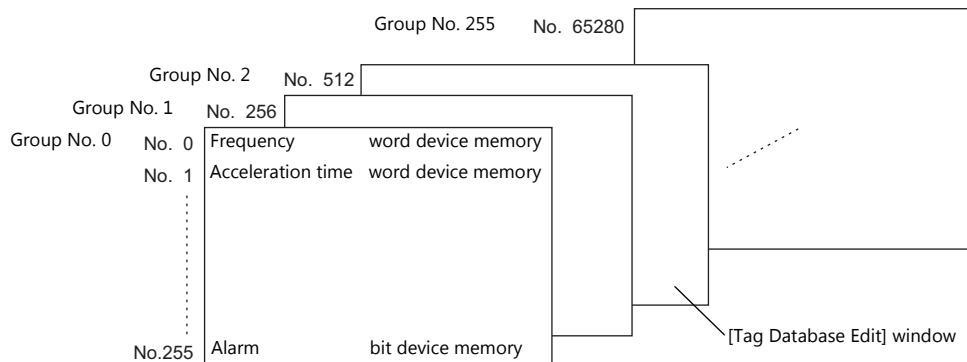 Group No. 255 No. 65280
Group No. 2 No. 512
Group No. 1 No. 256
Group No. 0 No. 0 Frequency word device memory
No. 1 Acceleration time word device memory
[Tag Database Edit] window
No.255 Alarm bit device memory